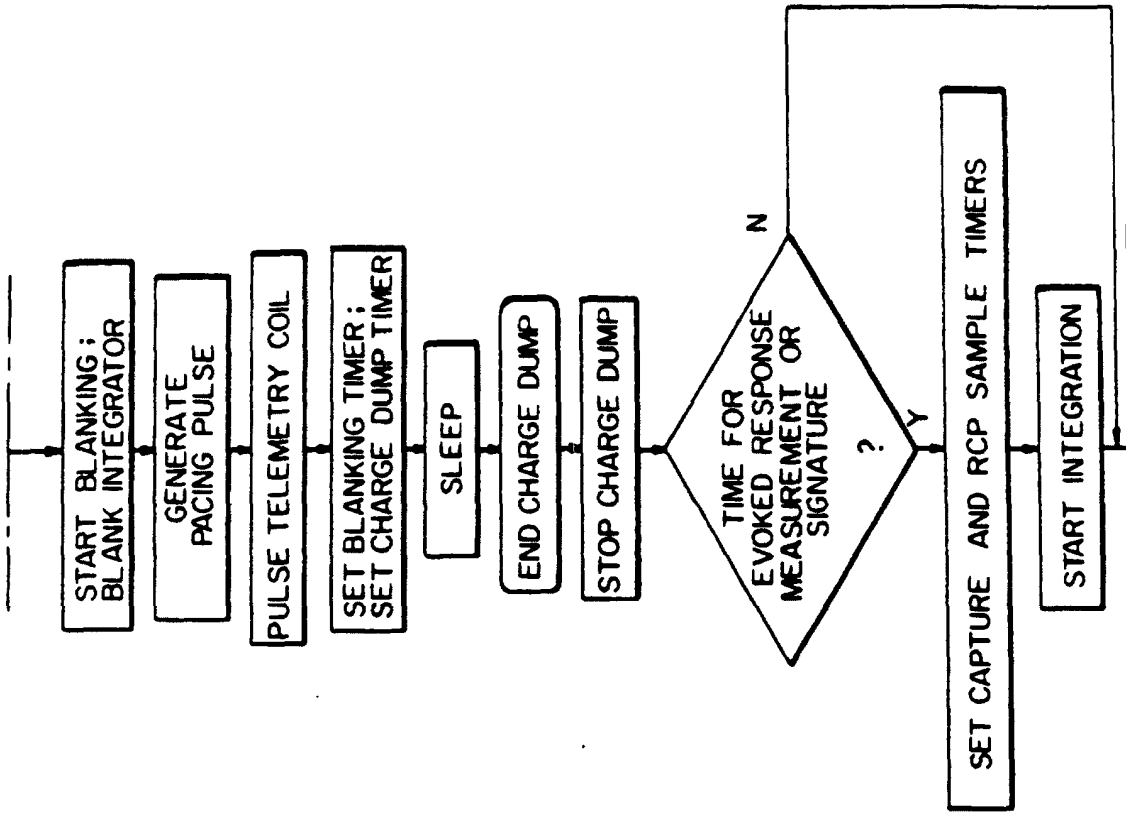 START BLANKING;
BLANK INTEGRATOR
GENERATE
PACING PULSE
PULSE TELEMETRY COIL
SET BLANKING TIMER;
SET CHARGE DUMP TIMER
SLEEP
END CHARGE DUMP
STOP CHARGE DUMP
TIME FOR
EVOKED RESPONSE
MEASUREMENT OR
SIGNATURE
?
N
Y
SET CAPTURE AND RCP SAMPLE TIMERS
START INTEGRATION